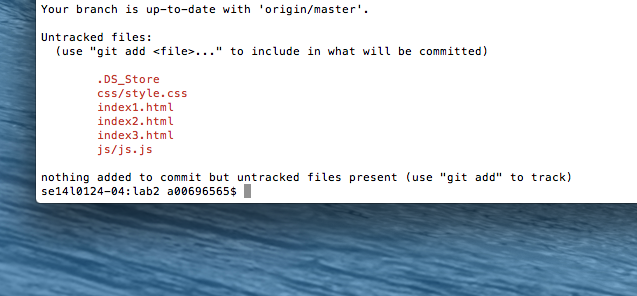 Your branch is up-to-date with 'origin/master'.
Untracked files:
(use "git add <file>..." to include in what will be committed)
.DS_Store
css/style.css
index1.html
index2.html
index3.html
js/js.js
nothing added to commit but untracked files present (use "git add" to track)
se14l0124-04:lab2 a00696565$